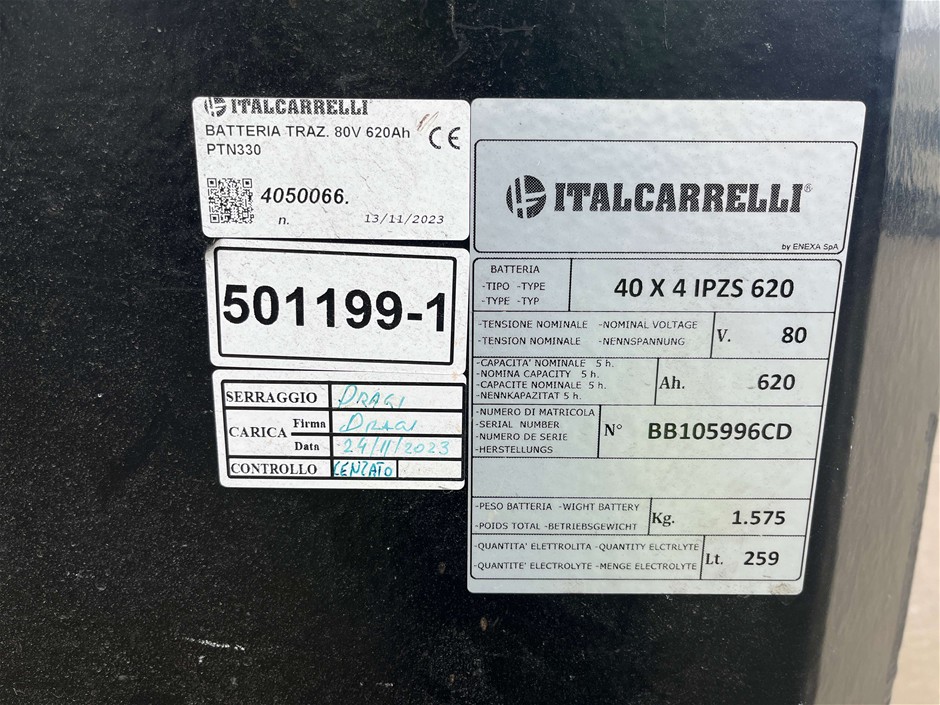 ITALCARRELLI
BATTERIA TRAZ. 80V 620Ah CE
PTN330
4050066.
n. 13/11/2023
501199-1
SERRAGGIO DRAGI
CARICA Firma DRAGI
Data 24/11/2023
CONTROLLO LENZATO
ITALCARRELLI®
by ENEXA SpA
BATTERIA
-TIPO -TYPE
-TYPE -TYP
40 X 4 IPZS 620
-TENSIONE NOMINALE -NOMINAL VOLTAGE
-TENSION NOMINALE -NENNSPANNUNG
V. 80
-CAPACITA' NOMINALE 5 h.
-NOMINA CAPACITY 5 h.
-CAPACITE NOMINALE 5 h.
-NENNKAPAZITAT 5 h.
Ah. 620
-NUMERO DI MATRICOLA
-SERIAL NUMBER
-NUMERO DE SERIE
-HERSTELLUNGS
N° BB105996CD
-PESO BATTERIA -WIGHT BATTERY
-POIDS TOTAL -BETRIEBSGEWICHT
Kg. 1.575
-QUANTITA' ELETTROLITA -QUANTITY ELCTRLYTE
-QUANTITE' ELECTROLYTE -MENGE ELECTROLYTE
Lt. 259